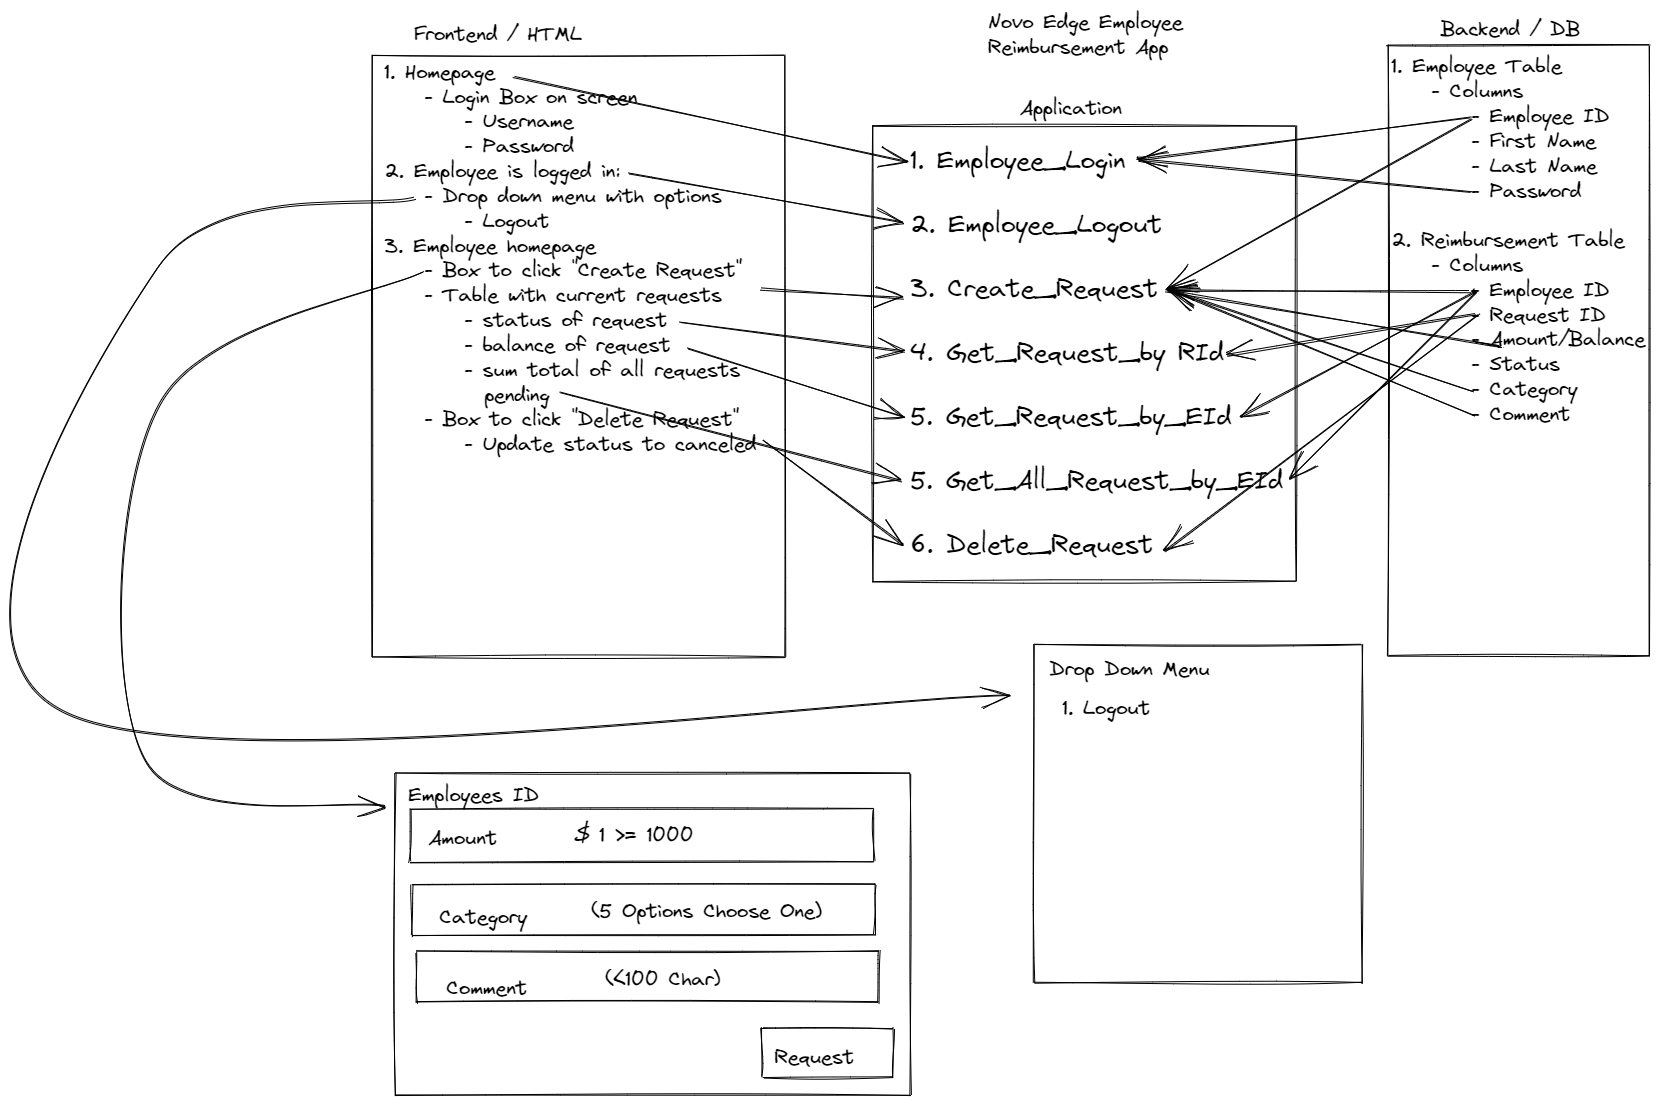 Frontend / HTML
1. Homepage
- Login Box on screen
- Username
- Password
2. Employee is logged in:
- Drop down menu with options
- Logout
3. Employee homepage
- Box to click "Create Request"
- Table with current requests
- status of request
- balance of request
- sum total of all requests
pending
- Box to click "Delete Request"
- Update status to canceled
Novo Edge Employee
Reimbursement App
Application
1. Employee_Login
2. Employee_Logout
3. Create_Request
4. Get_Request_by RId
5. Get_Request_by_EId
5. Get_All_Request_by_EId
6. Delete_Request
Backend / DB
1. Employee Table
- Columns
- Employee ID
- First Name
- Last Name
- Password
2. Reimbursement Table
- Columns
- Employee ID
- Request ID
- Amount/Balance
- Status
- Category
- Comment
Drop Down Menu
1. Logout
Employees ID
Amount $ 1 >= 1000
Category (5 Options Choose One)
Comment (<100 Char)
Request